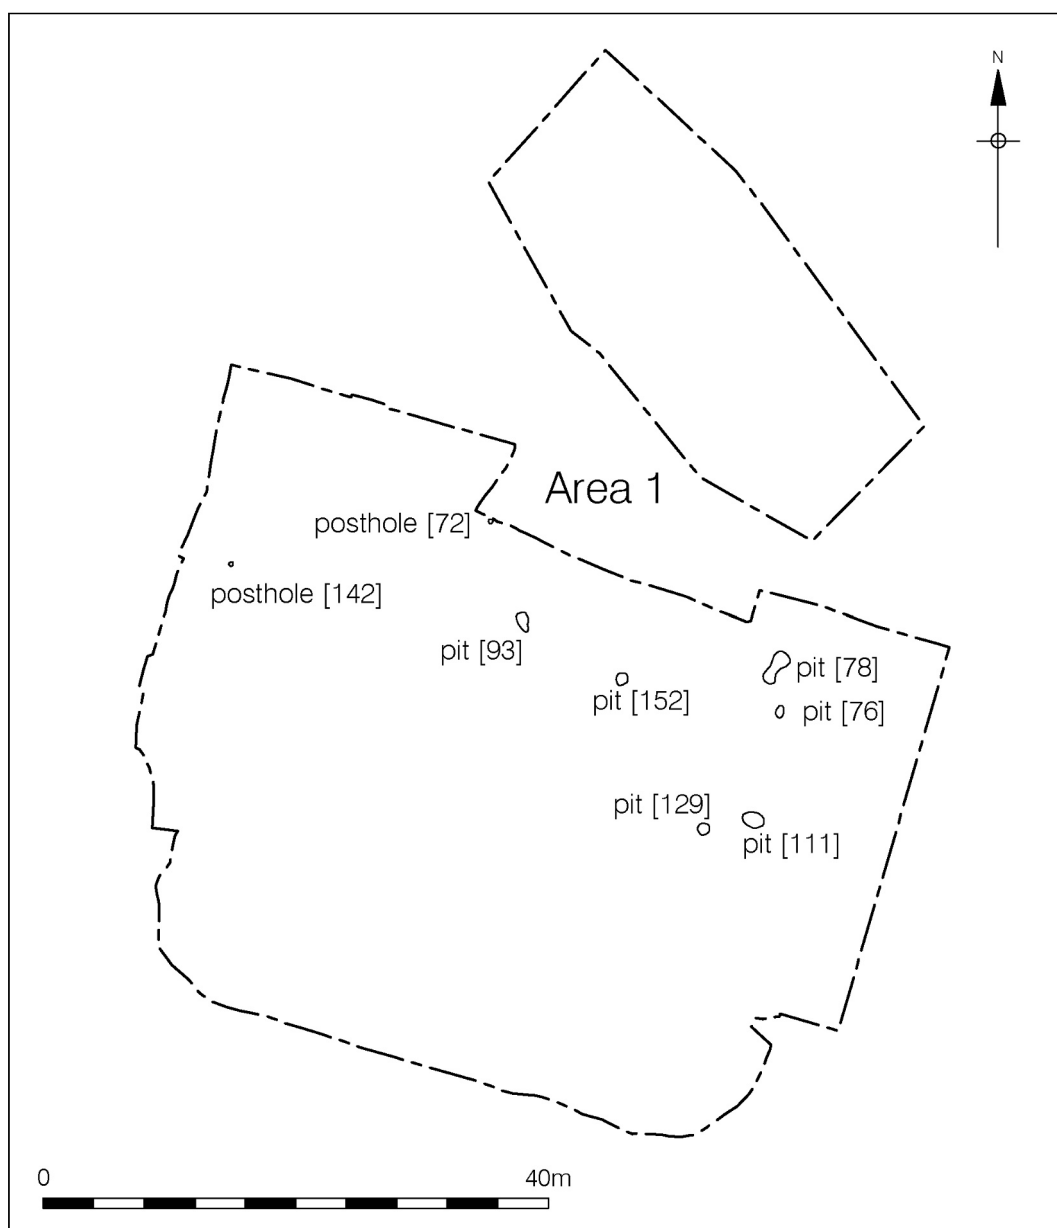 N
Area 1
posthole [72]
posthole [142]
pit [93]
pit [78]
pit [152]
pit [76]
pit [129]
pit [111]
0
40m